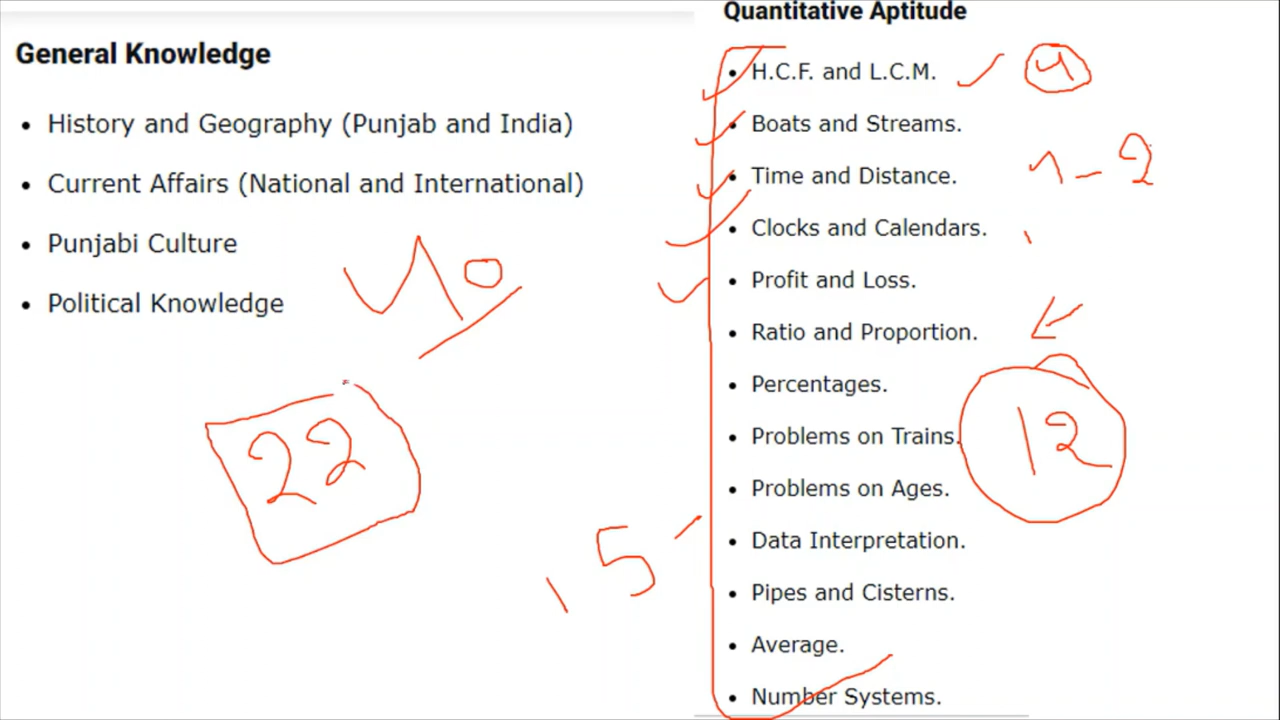 General Knowledge
• History and Geography (Punjab and India)
• Current Affairs (National and International)
• Punjabi Culture
• Political Knowledge
40
22
15
Quantitative Aptitude
• H.C.F. and L.C.M.
• Boats and Streams.
• Time and Distance.
• Clocks and Calendars.
• Profit and Loss.
• Ratio and Proportion.
• Percentages.
• Problems on Trains.
• Problems on Ages.
• Data Interpretation.
• Pipes and Cisterns.
• Average.
• Number Systems.
1-2
12